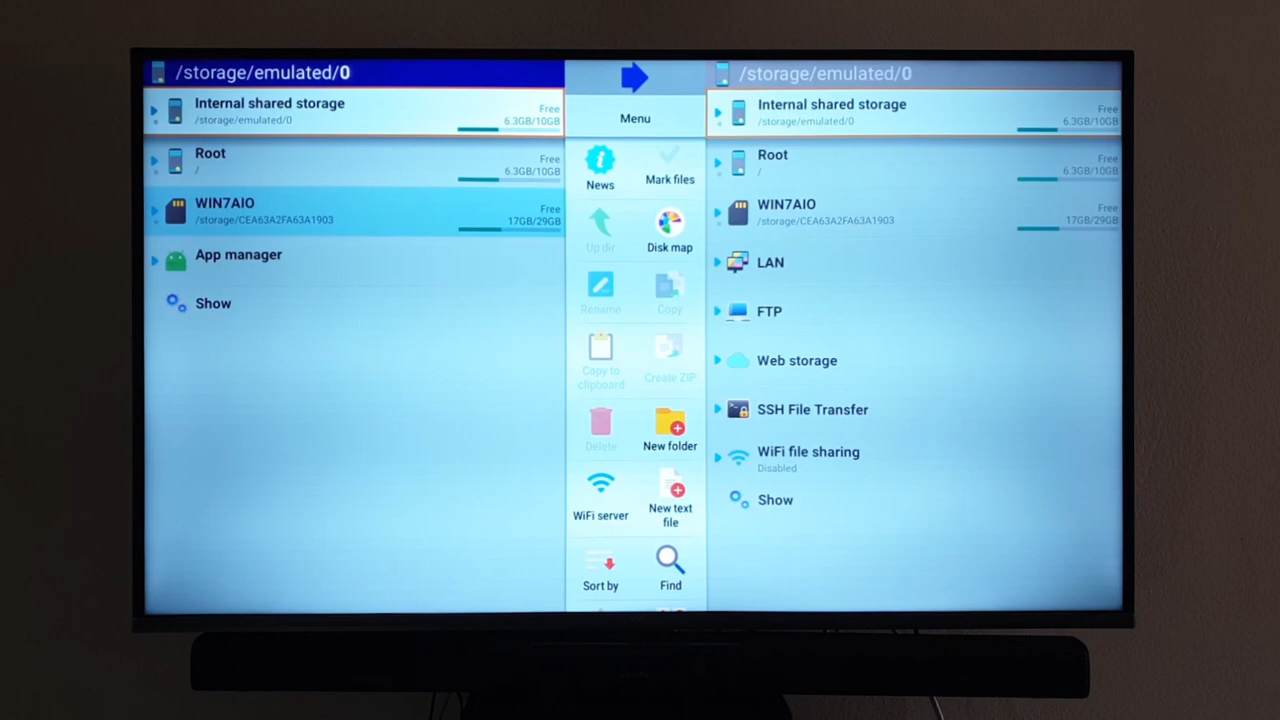 /storage/emulated/0
Internal shared storage
/storage/emulated/0
Free
6.3GB/10GB
Root
/
Free
6.3GB/10GB
WIN7AIO
/storage/CEA63A2FA63A1903
Free
17GB/29GB
App manager
Show
Menu
News
Mark files
Up dir
Disk map
Rename
Copy
Copy to
clipboard
Create ZIP
Delete
New folder
WiFi server
New text
file
Sort by
Find
/storage/emulated/0
Internal shared storage
/storage/emulated/0
Free
6.3GB/10GB
Root
/
Free
6.3GB/10GB
WIN7AIO
/storage/CEA63A2FA63A1903
Free
17GB/29GB
LAN
FTP
Web storage
SSH File Transfer
WiFi file sharing
Disabled
Show